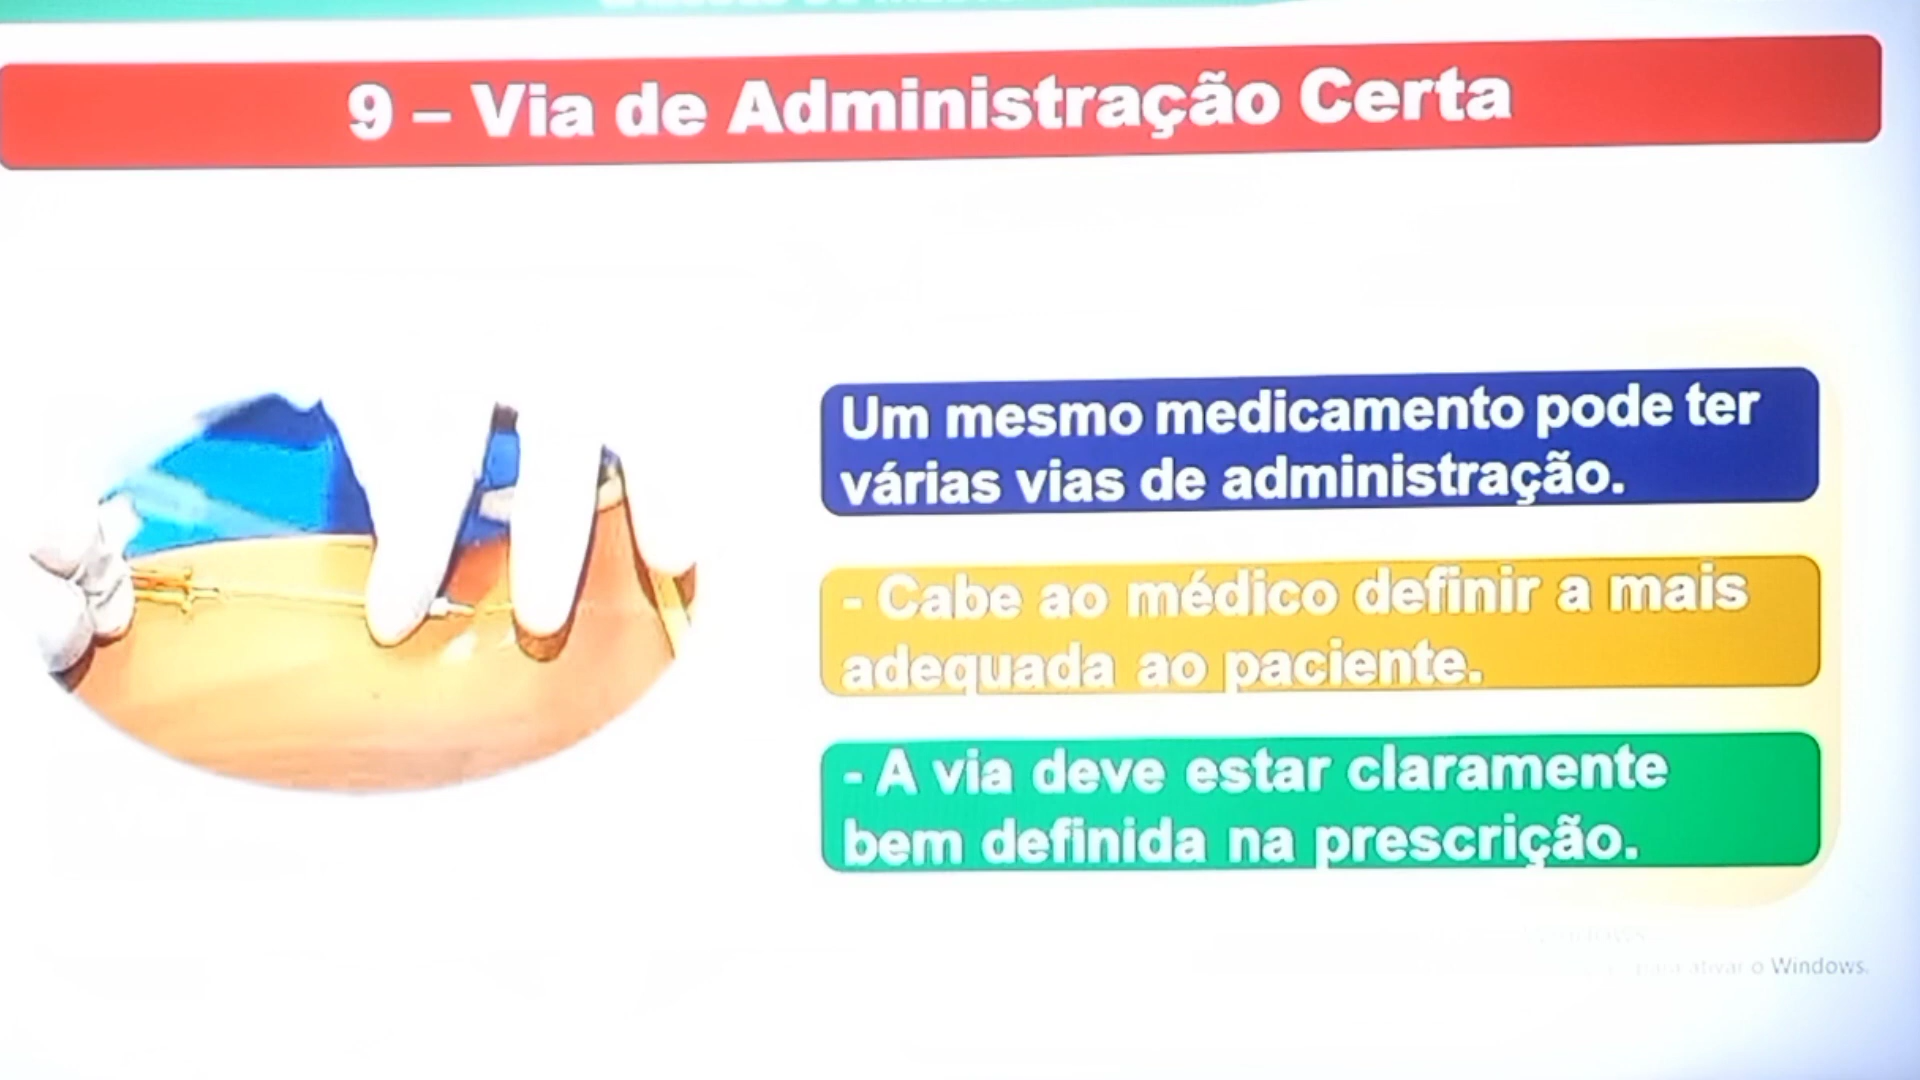 9 – Via de Administração Certa
Um mesmo medicamento pode ter
várias vias de administração.
- Cabe ao médico definir a mais
adequada ao paciente.
- A via deve estar claramente
bem definida na prescrição.
para ativar o Windows.